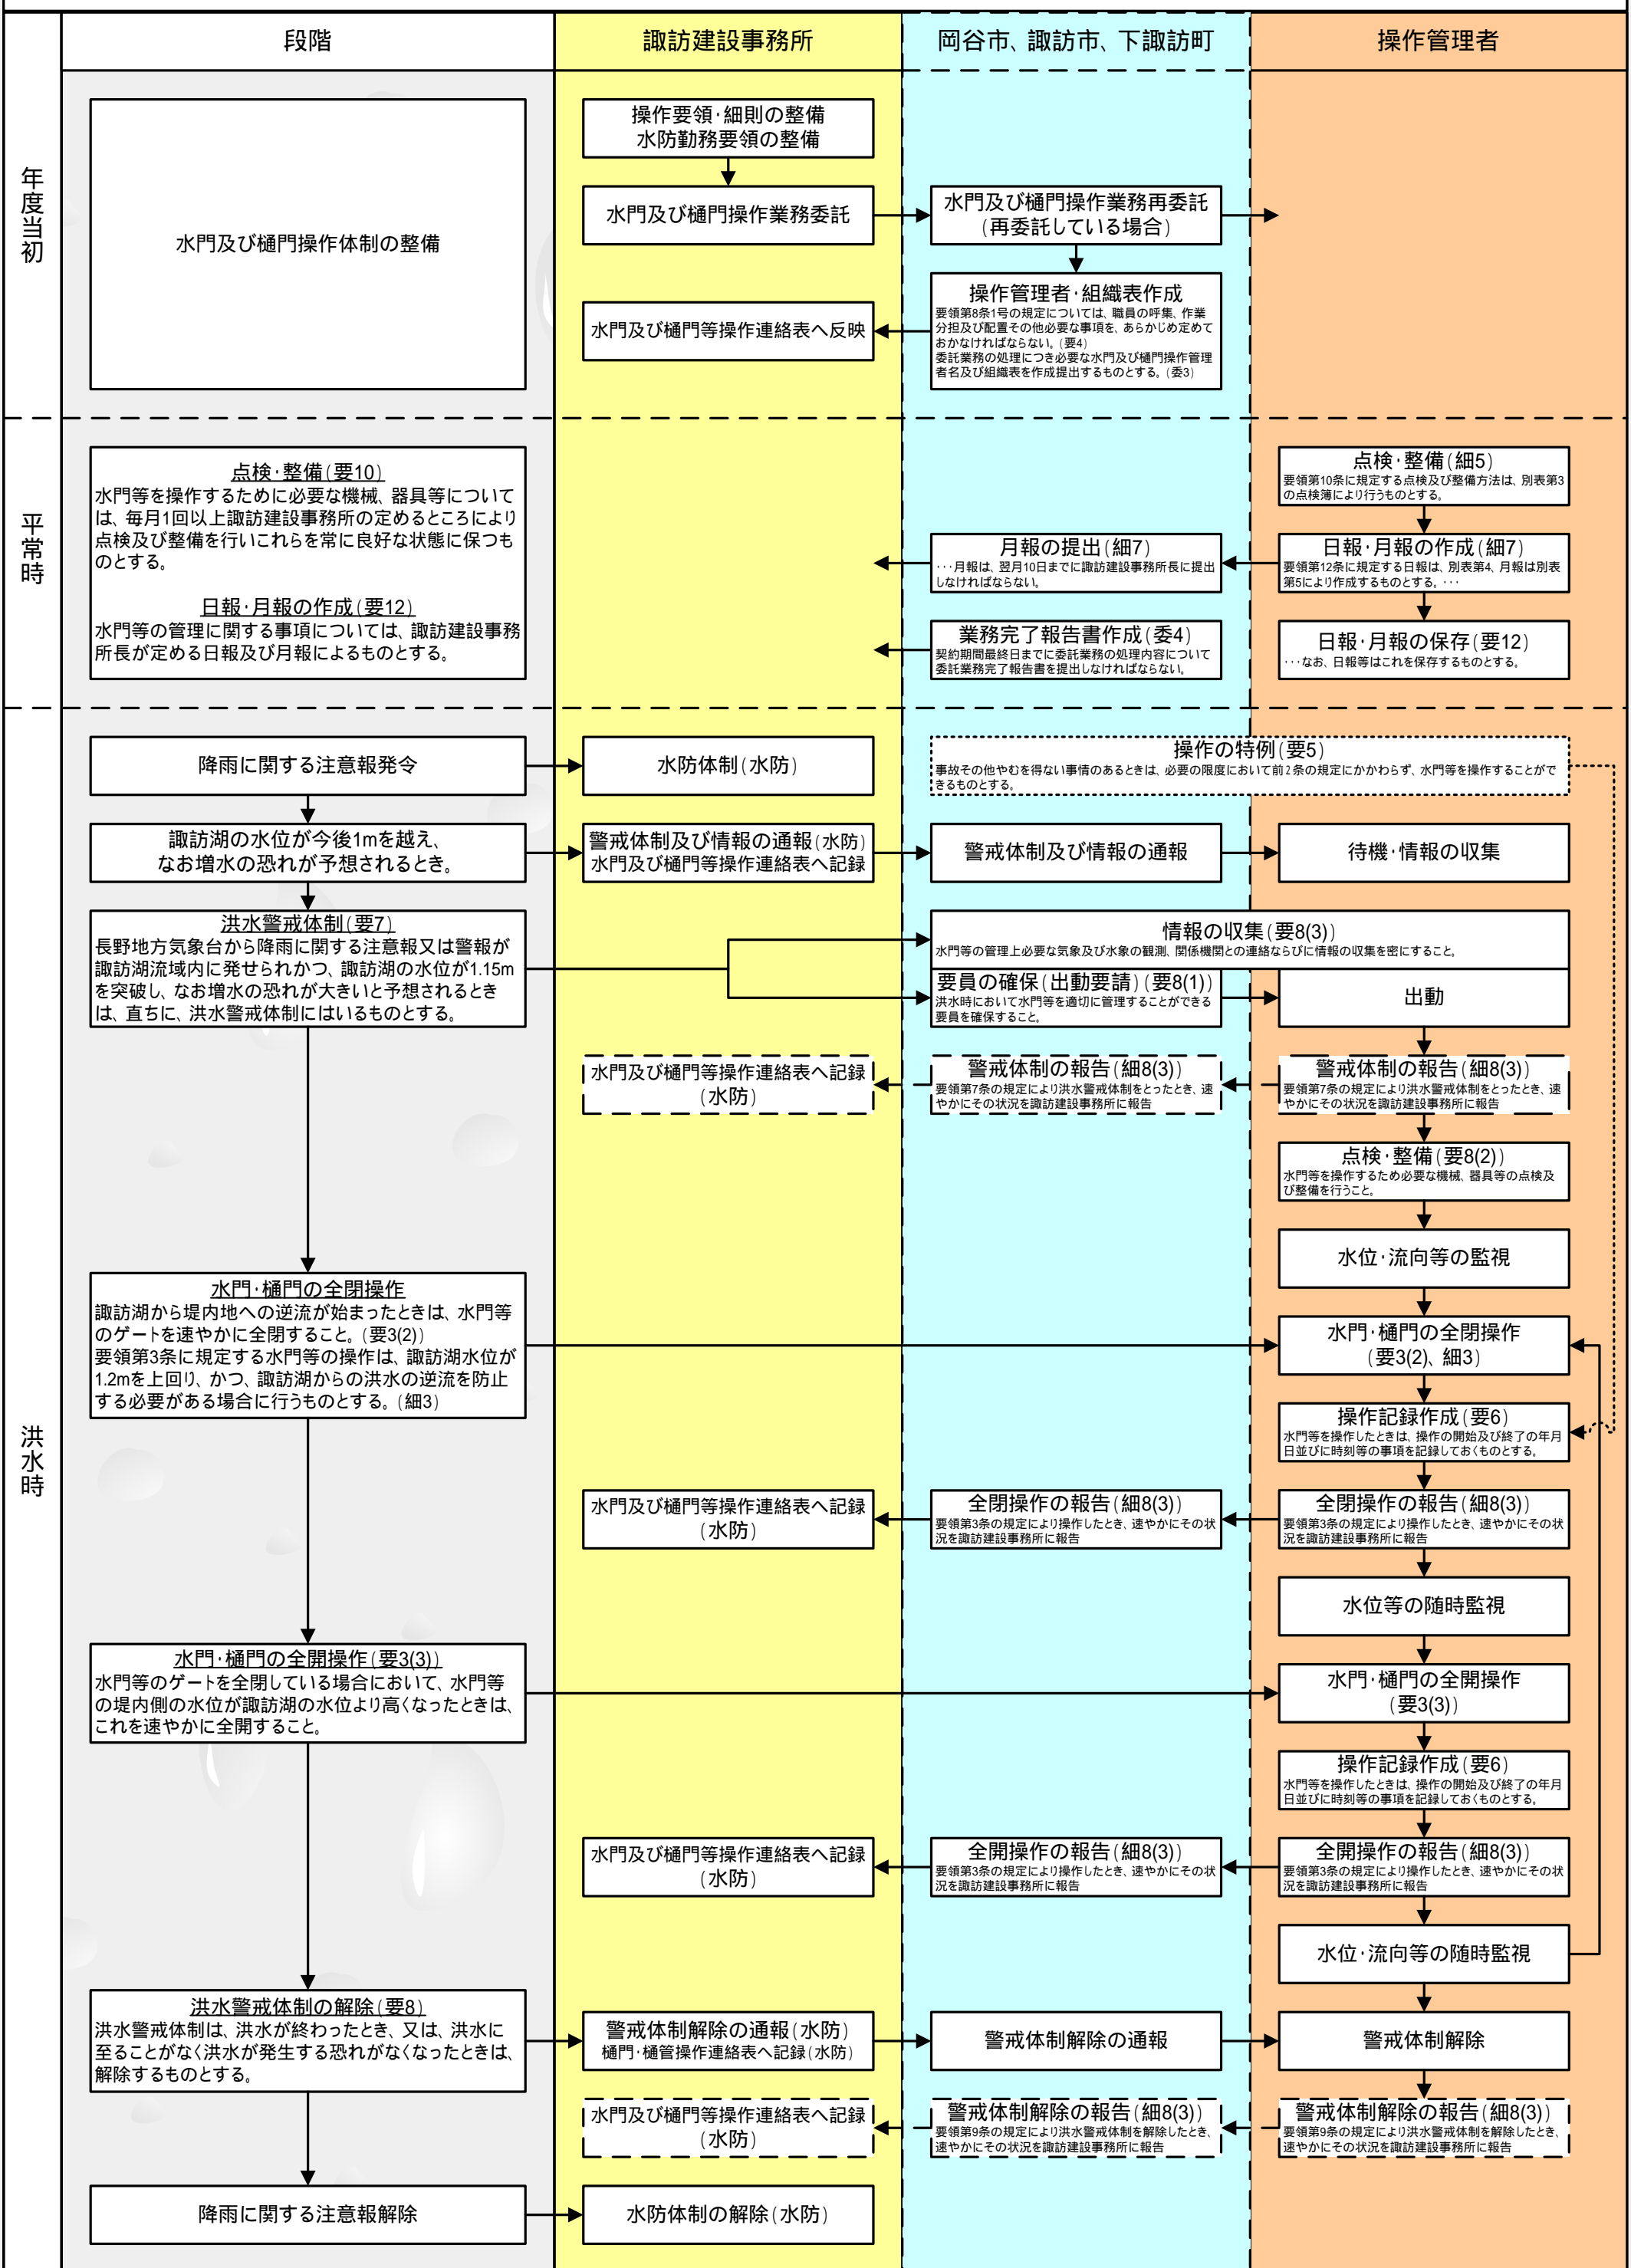 段階
諏訪建設事務所
岡谷市、諏訪市、下諏訪町
操作管理者
年度当初
水門及び樋門操作体制の整備
操作要領・細則の整備
水防勤務要領の整備
水門及び樋門操作業務委託
水門及び樋門操作業務再委託
(再委託している場合)
水門及び樋門等操作連絡表へ反映
操作管理者・組織表作成
要領第8条1号の規定については、職員の呼集、作業
分担及び配置その他必要な事項を、あらかじめ定めて
おかなければならない。(要4)
委託業務の処理につき必要な水門及び樋門操作管理
者名及び組織表を作成提出するものとする。(委3)
平常時
点検・整備(要10)
水門等を操作するために必要な機械、器具等について
は、毎月1回以上諏訪建設事務所の定めるところにより
点検及び整備を行いこれらを常に良好な状態に保つも
のとする。
日報・月報の作成(要12)
水門等の管理に関する事項については、諏訪建設事務
所長が定める日報及び月報によるものとする。
点検・整備(細5)
要領第10条に規定する点検及び整備方法は、別表第3
の点検簿により行うものとする。
月報の提出(細7)
・・・月報は、翌月10日までに諏訪建設事務所長に提出
しなければならない。
日報・月報の作成(細7)
要領第12条に規定する日報は、別表第4、月報は別表
第5により作成するものとする。・・・
業務完了報告書作成(委4)
契約期間最終日までに委託業務の処理内容について
委託業務完了報告書を提出しなければならない。
日報・月報の保存(要12)
・・・なお、日報等はこれを保存するものとする。
洪水時
降雨に関する注意報発令
水防体制(水防)
操作の特例(要5)
事故その他やむを得ない事情のあるときは、必要の限度において前2条の規定にかかわらず、水門等を操作することがで
きるものとする。
諏訪湖の水位が今後1mを越え、
なお増水の恐れが予想されるとき。
警戒体制及び情報の通報(水防)
水門及び樋門等操作連絡表へ記録
警戒体制及び情報の通報
待機・情報の収集
洪水警戒体制(要7)
長野地方気象台から降雨に関する注意報又は警報が
諏訪湖流域内に発せられかつ、諏訪湖の水位が1.15m
を突破し、なお増水の恐れが大きいと予想されるとき
は、直ちに、洪水警戒体制にはいるものとする。
情報の収集(要8(3))
水門等の管理上必要な気象及び水象の観測、関係機関との連絡ならびに情報の収集を密にすること。
要員の確保(出動要請)(要8(1))
洪水時において水門等を適切に管理することができる
要員を確保すること。
出動
水門及び樋門等操作連絡表へ記録
(水防)
警戒体制の報告(細8(3))
要領第7条の規定により洪水警戒体制をとったとき、速
やかにその状況を諏訪建設事務所に報告
警戒体制の報告(細8(3))
要領第7条の規定により洪水警戒体制をとったとき、速
やかにその状況を諏訪建設事務所に報告
点検・整備(要8(2))
水門等を操作するため必要な機械、器具等の点検及
び整備を行うこと。
水位・流向等の監視
水門・樋門の全閉操作
諏訪湖から堤内地への逆流が始まったときは、水門等
のゲートを速やかに全閉すること。(要3(2))
要領第3条に規定する水門等の操作は、諏訪湖水位が
1.2mを上回り、かつ、諏訪湖からの洪水の逆流を防止
する必要がある場合に行うものとする。(細3)
水門・樋門の全閉操作
(要3(2)、細3)
操作記録作成(要6)
水門等を操作したときは、操作の開始及び終了の年月
日並びに時刻等の事項を記録しておくものとする。
水門及び樋門等操作連絡表へ記録
(水防)
全閉操作の報告(細8(3))
要領第3条の規定により操作したとき、速やかにその状
況を諏訪建設事務所に報告
全閉操作の報告(細8(3))
要領第3条の規定により操作したとき、速やかにその状
況を諏訪建設事務所に報告
水位等の随時監視
水門・樋門の全開操作(要3(3))
水門等のゲートを全閉している場合において、水門等
の堤内側の水位が諏訪湖の水位より高くなったときは、
これを速やかに全開すること。
水門・樋門の全開操作
(要3(3))
操作記録作成(要6)
水門等を操作したときは、操作の開始及び終了の年月
日並びに時刻等の事項を記録しておくものとする。
水門及び樋門等操作連絡表へ記録
(水防)
全開操作の報告(細8(3))
要領第3条の規定により操作したとき、速やかにその状
況を諏訪建設事務所に報告
全開操作の報告(細8(3))
要領第3条の規定により操作したとき、速やかにその状
況を諏訪建設事務所に報告
水位・流向等の随時監視
洪水警戒体制の解除(要8)
洪水警戒体制は、洪水が終わったとき、又は、洪水に
至ることがなく洪水が発生する恐れがなくなったときは、
解除するものとする。
警戒体制解除の通報(水防)
樋門・樋管操作連絡表へ記録(水防)
警戒体制解除の通報
警戒体制解除
水門及び樋門等操作連絡表へ記録
(水防)
警戒体制解除の報告(細8(3))
要領第9条の規定により洪水警戒体制を解除したとき、
速やかにその状況を諏訪建設事務所に報告
警戒体制解除の報告(細8(3))
要領第9条の規定により洪水警戒体制を解除したとき、
速やかにその状況を諏訪建設事務所に報告
降雨に関する注意報解除
水防体制の解除(水防)